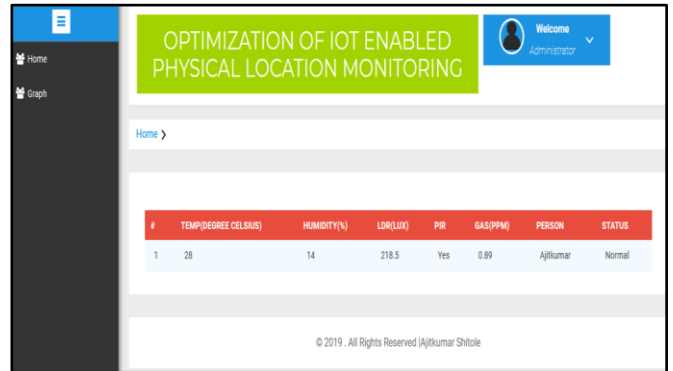 Home
Graph
OPTIMIZATION OF IOT ENABLED
PHYSICAL LOCATION MONITORING
Welcome
Administrator
Home ❯
# TEMP(DEGREE CELSIUS) HUMIDITY(%) LDR(LUX) PIR GAS(PPM) PERSON STATUS
1 28 14 218.5 Yes 0.89 Ajitkumar Normal
© 2019 . All Rights Reserved |Ajitkumar Shitole